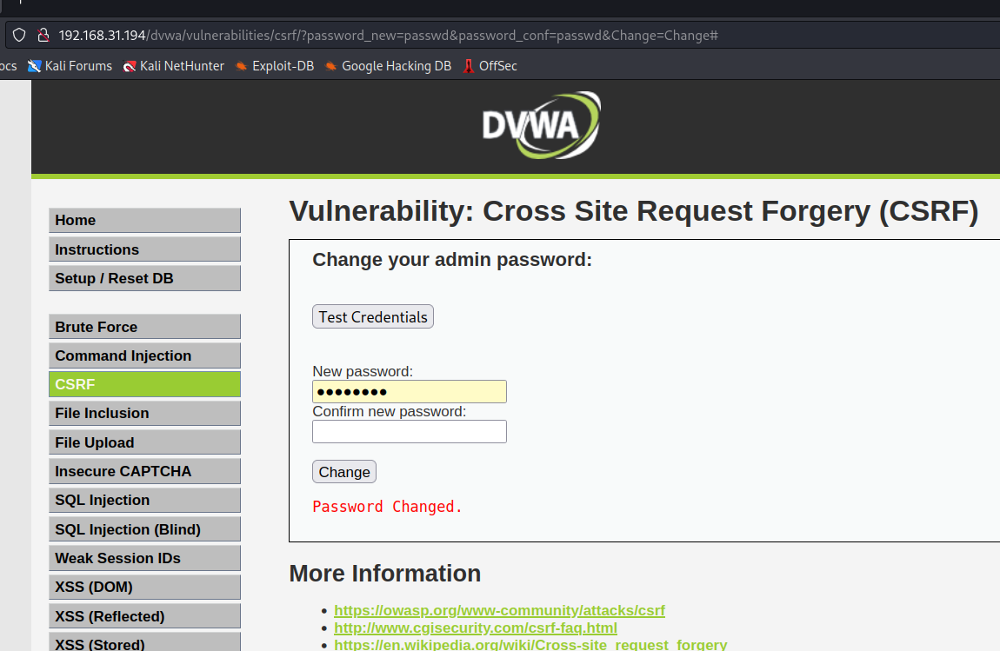 192.168.31.194/dvwa/vulnerabilities/csrf/?password_new=passwd&password_conf=passwd&Change=Change#
ocs Kali Forums Kali NetHunter Exploit-DB Google Hacking DB OffSec
DVWA
Home
Instructions
Setup / Reset DB
Brute Force
Command Injection
CSRF
File Inclusion
File Upload
Insecure CAPTCHA
SQL Injection
SQL Injection (Blind)
Weak Session IDs
XSS (DOM)
XSS (Reflected)
XSS (Stored)
Vulnerability: Cross Site Request Forgery (CSRF)
Change your admin password:
Test Credentials
New password:
••••••••
Confirm new password:
Change
Password Changed.
More Information
• https://owasp.org/www-community/attacks/csrf
• http://www.cgisecurity.com/csrf-faq.html
• https://en.wikipedia.org/wiki/Cross-site_request_forgery